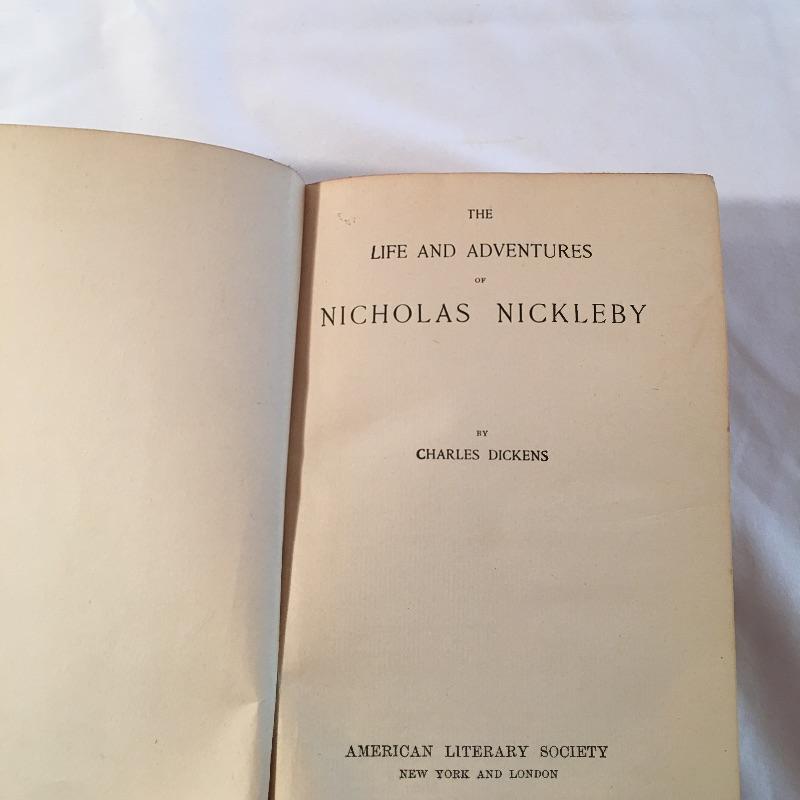 THE
LIFE AND ADVENTURES
OF
NICHOLAS NICKLEBY
BY
CHARLES DICKENS
AMERICAN LITERARY SOCIETY
NEW YORK AND LONDON